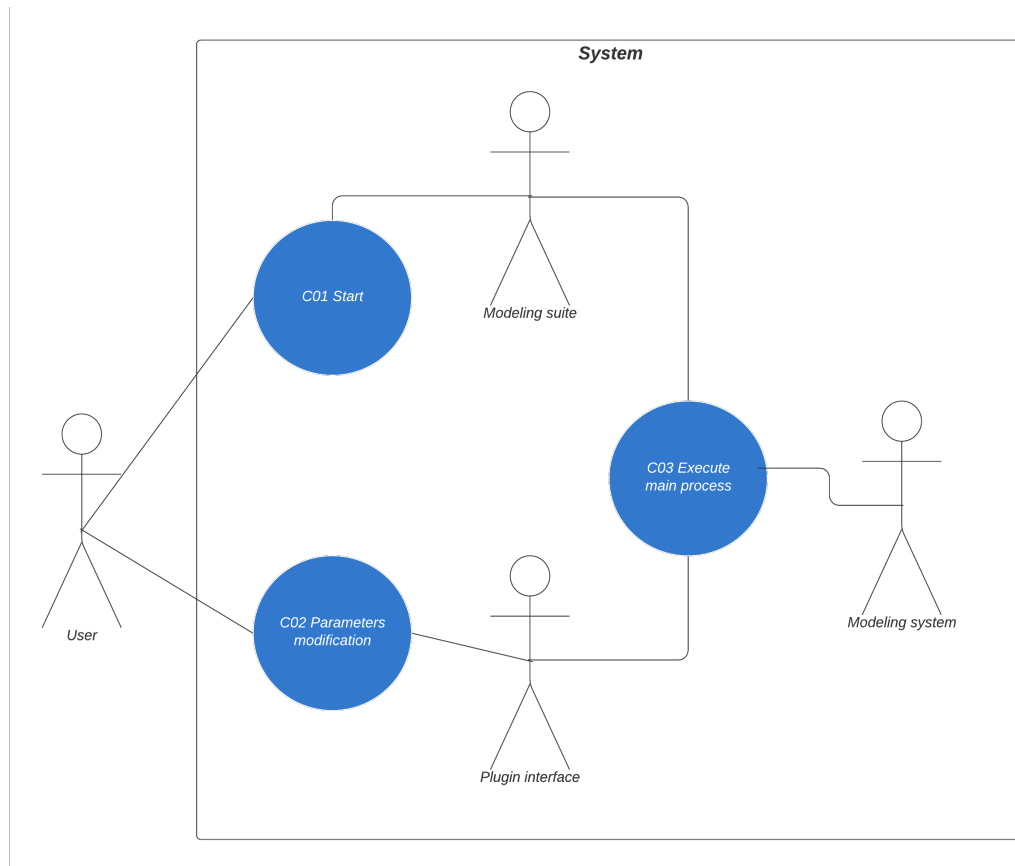 System
C01 Start
Modeling suite
C03 Execute
main process
Modeling system
User
C02 Parameters
modification
Plugin interface